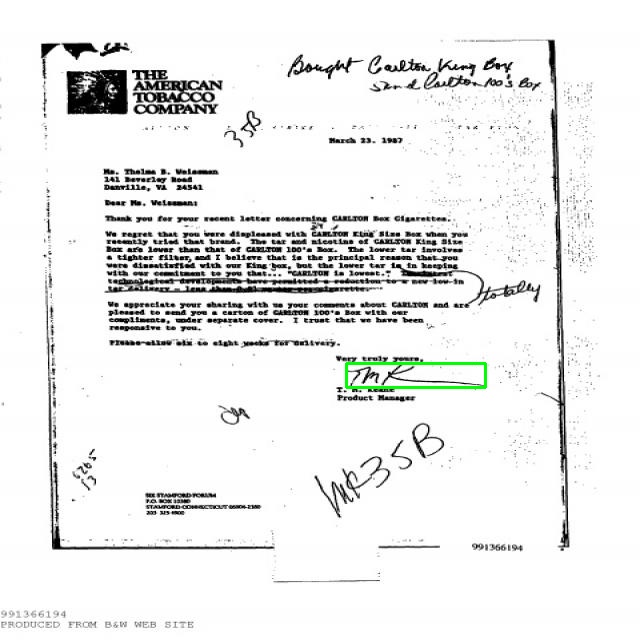 Bought Carlton King Box
send Carlton 100's Box
THE
AMERICAN
TOBACCO
COMPANY
35B
March 23, 1987
Ms. Thelma B. Weissman
141 Beverley Road
Danville, VA 24541
Dear Ms. Weissman:
Thank you for your recent letter concerning CARLTON Box Cigarettes.
We regret that you were displeased with CARLTON King Size Box when you
recently tried that brand. The tar and nicotine of CARLTON King Size
Box are lower than that of CARLTON 100's Box. The lower tar involves
a tighter filter, and I believe that is the principal reason that you
were dissatisfied with our King box, but the lower tar is in keeping
with our commitment to you that... "CARLTON is lowest."
technological developments have permitted a reduction to a new low in
tar delivery - less than
totally
We appreciate your sharing with us your comments about CARLTON and are
pleased to send you a carton of CARLTON 100's Box with our
compliments, under separate cover. I trust that we have been
responsive to you.
Please allow six to eight weeks for delivery.
Very truly yours,
TMK
T. M. Keane
Product Manager
MK35B
6205
13
SIX STAMFORD FORUM
P.O. BOX 10380
STAMFORD CONNECTICUT 06904-2380
203 325-4900
991366194
991366194
PRODUCED FROM B&W WEB SITE